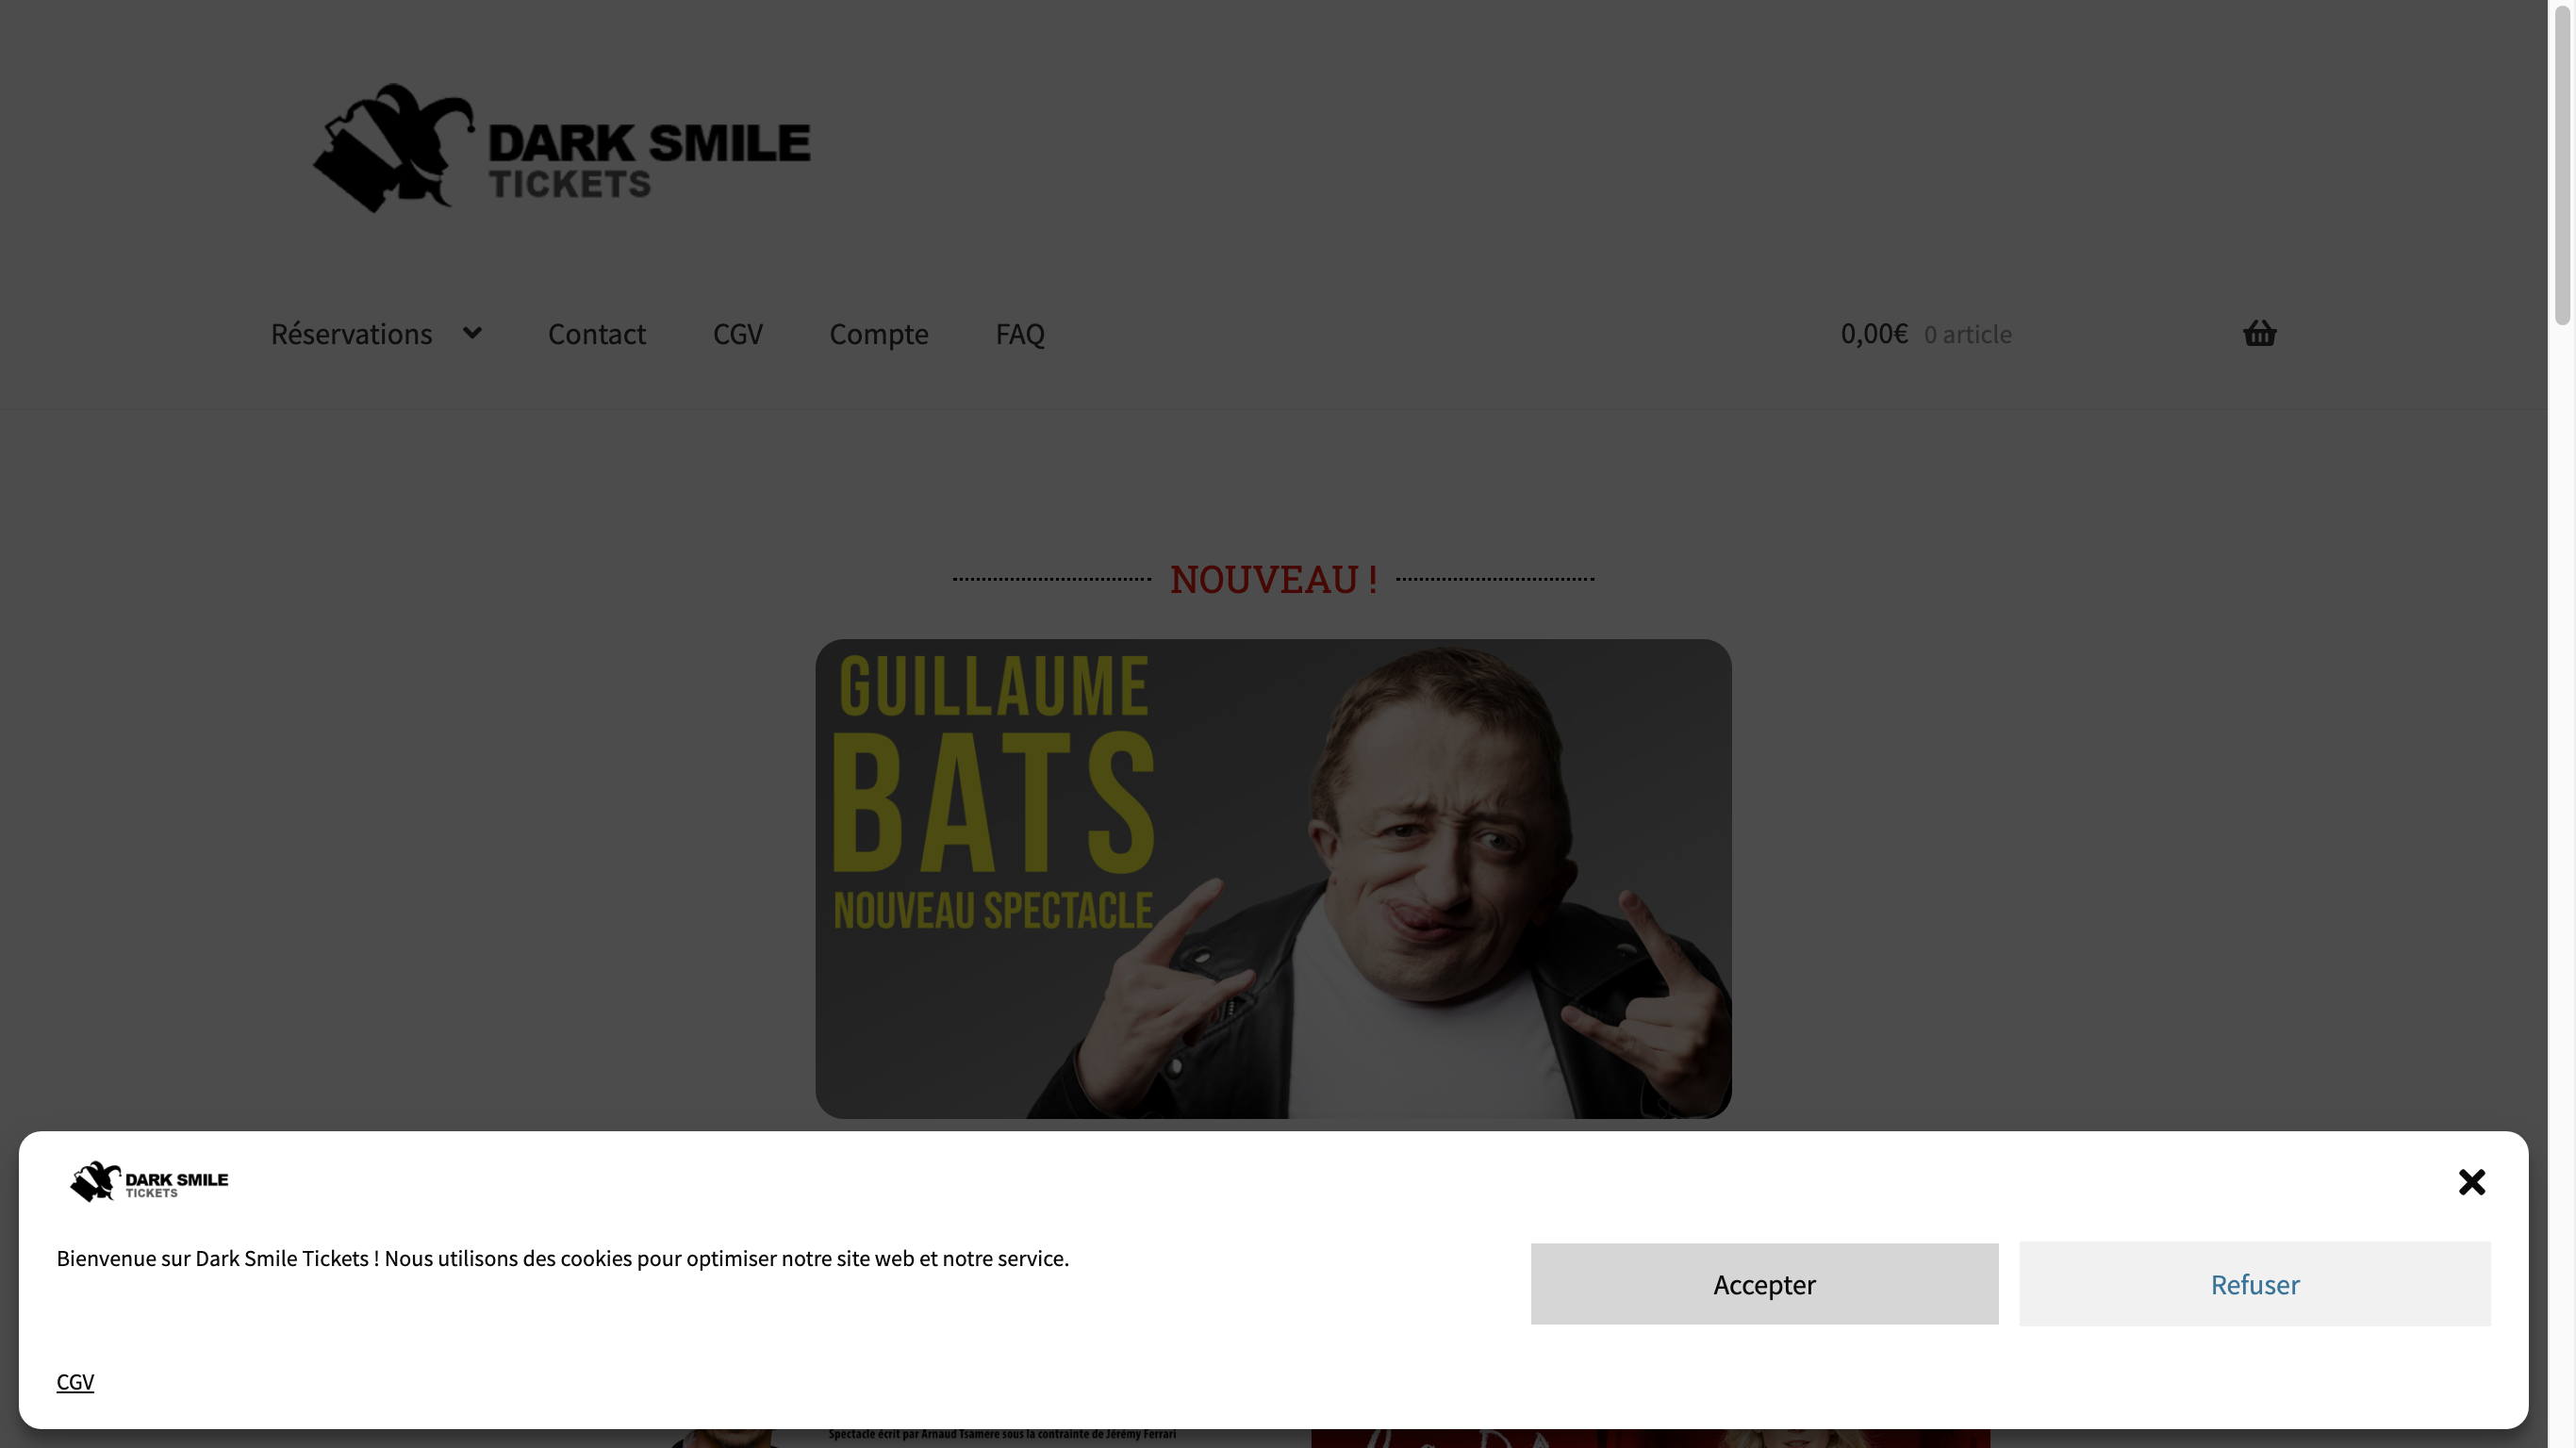 DARK SMILE
TICKETS
Réservations Contact CGV Compte FAQ 0,00€ 0 article
NOUVEAU !
GUILLAUME
BATS
NOUVEAU SPECTACLE
DARK SMILE
TICKETS
Bienvenue sur Dark Smile Tickets ! Nous utilisons des cookies pour optimiser notre site web et notre service.
Accepter Refuser
CGV
Spectacle écrit par Arnaud Tsamere sous la contrainte de Jérémy Ferrari